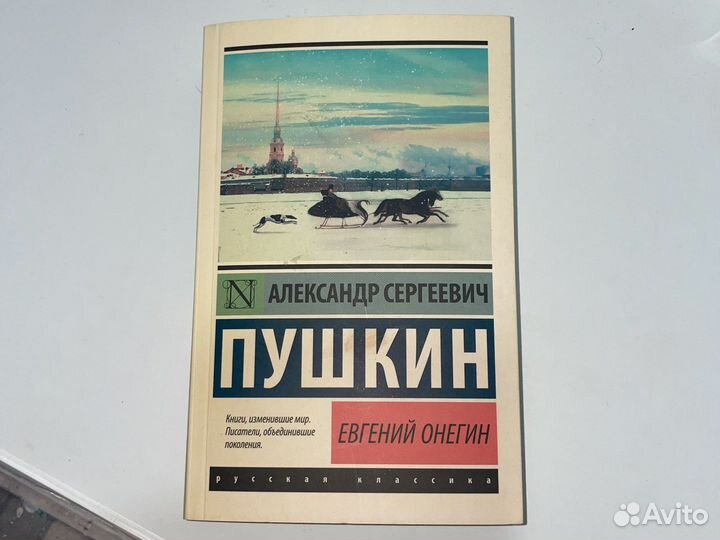 N АЛЕКСАНДР СЕРГЕЕВИЧ
ПУШКИН
Книги, изменившие мир.
Писатели, объединившие
поколения.
ЕВГЕНИЙ ОНЕГИН
русская классика
Avito